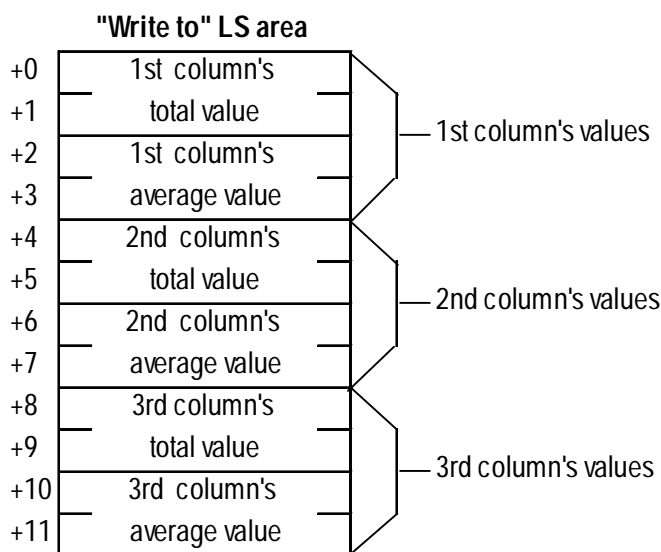 "Write to" LS area
+0 1st column's
+1 total value
+2 1st column's
+3 average value
1st column's values
+4 2nd column's
+5 total value
+6 2nd column's
+7 average value
2nd column's values
+8 3rd column's
+9 total value
+10 3rd column's
+11 average value
3rd column's values